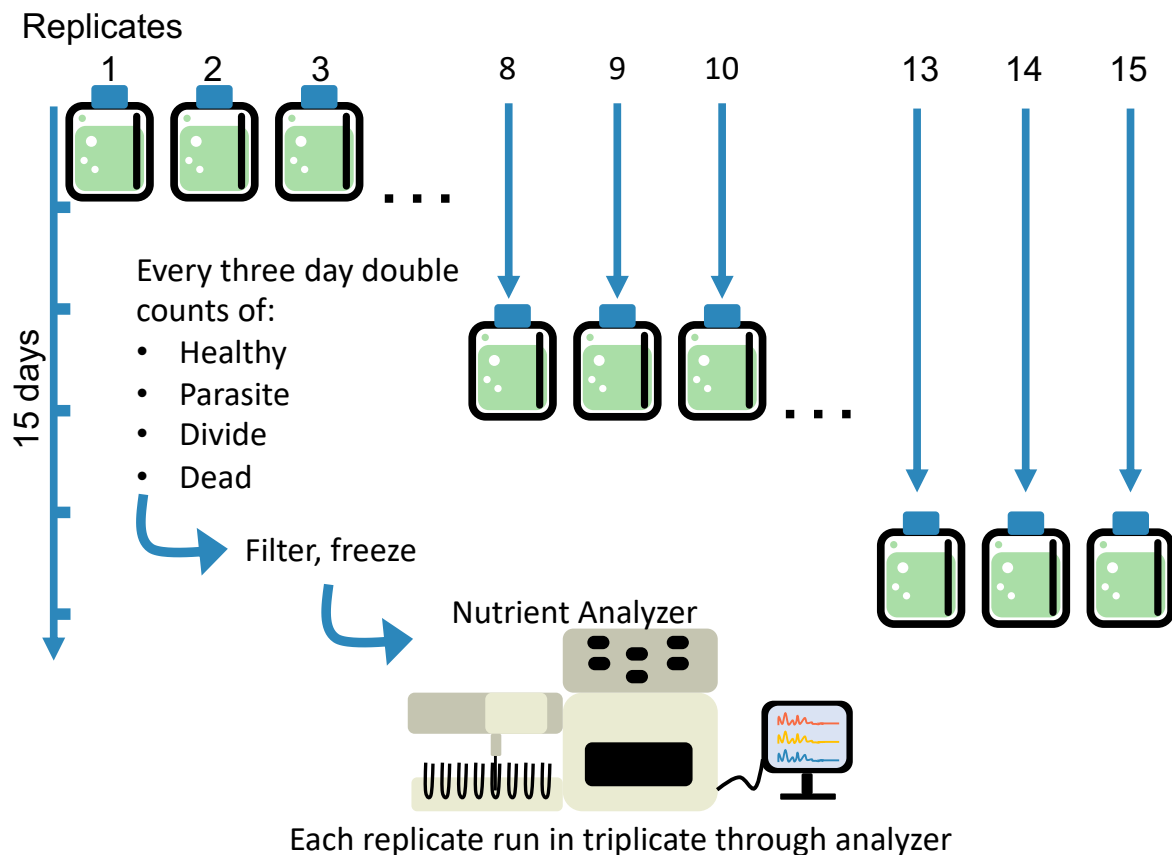 Replicates
1 2 3 8 9 10 13 14 15
. . .
Every three day double
counts of:
• Healthy
• Parasite
• Divide
• Dead
. . .
15 days
Filter, freeze
Nutrient Analyzer
Each replicate run in triplicate through analyzer